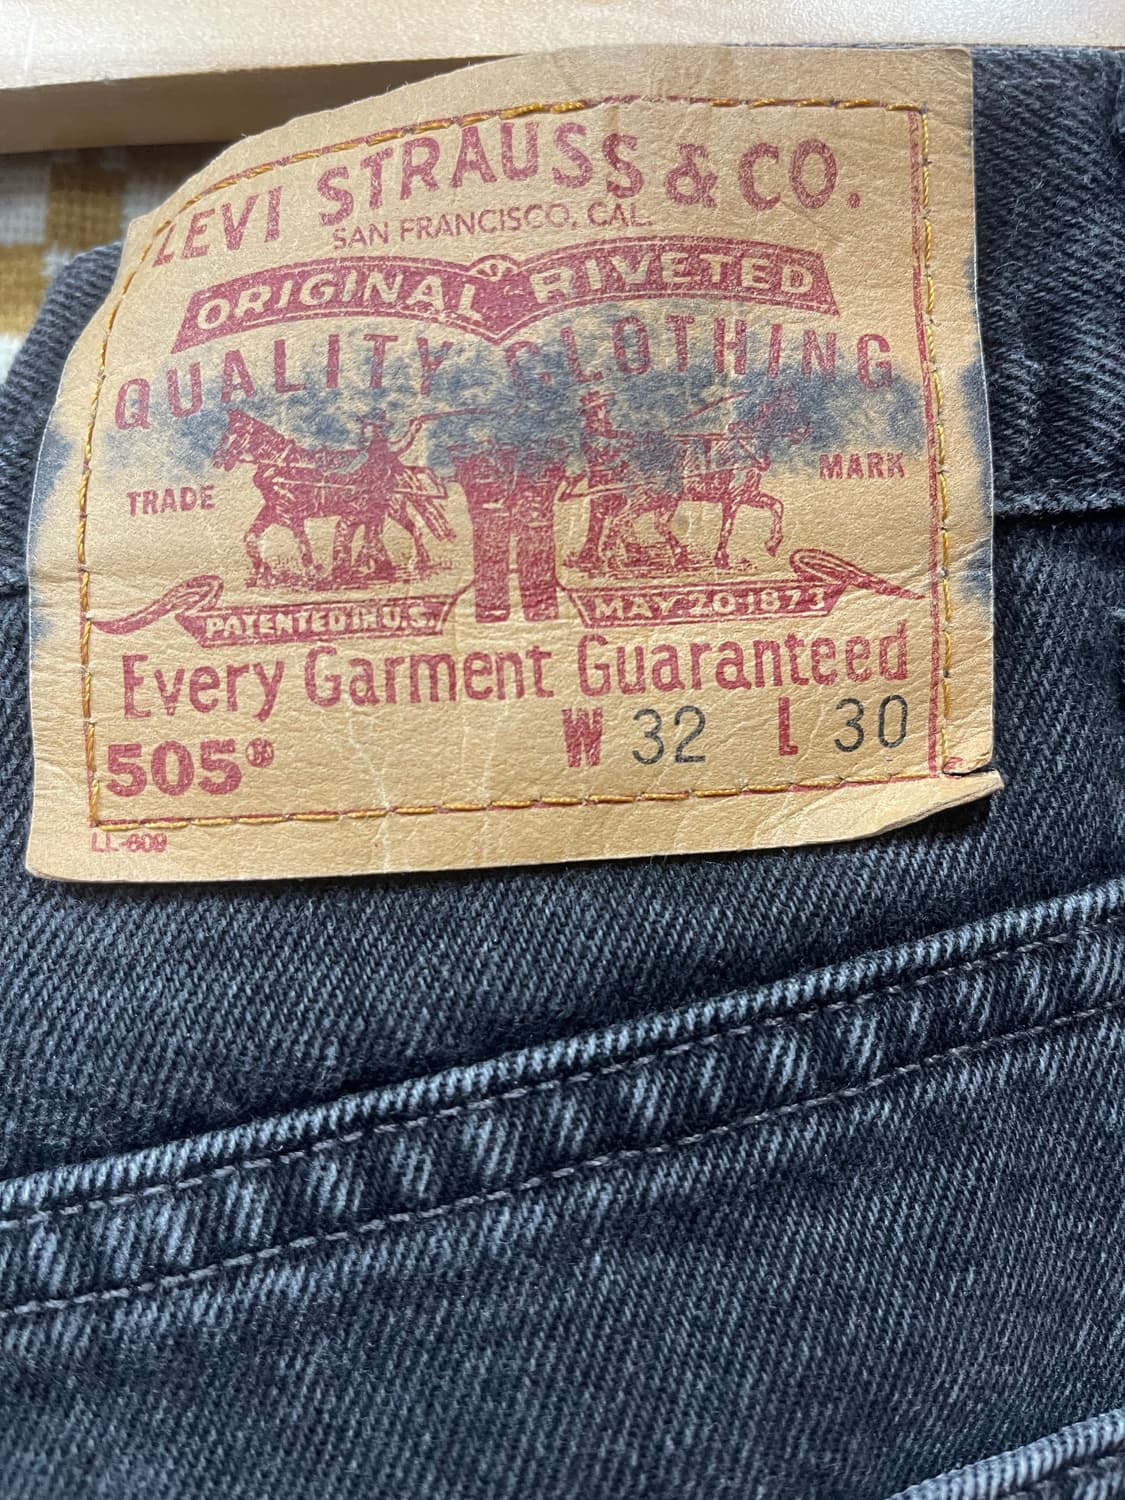 LEVI STRAUSS & CO.
SAN FRANCISCO, CAL.
ORIGINAL RIVETED
QUALITY CLOTHING
TRADE MARK
PATENTED IN U.S. MAY 20 1873
Every Garment Guaranteed
505® W 32 L 30
LL-609